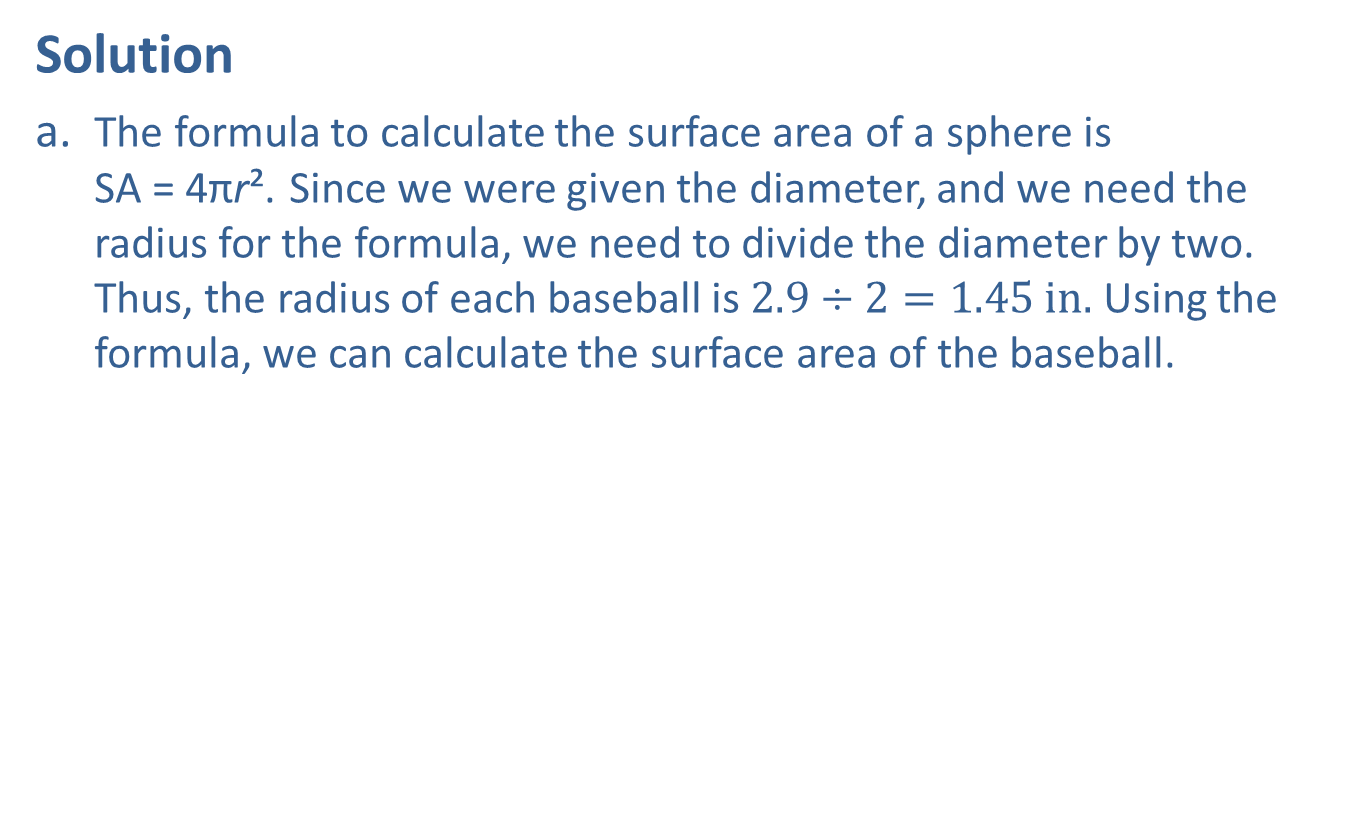 Solution
a. The formula to calculate the surface area of a sphere is
SA = 4πr². Since we were given the diameter, and we need the
radius for the formula, we need to divide the diameter by two.
Thus, the radius of each baseball is 2.9 ÷ 2 = 1.45 in. Using the
formula, we can calculate the surface area of the baseball.